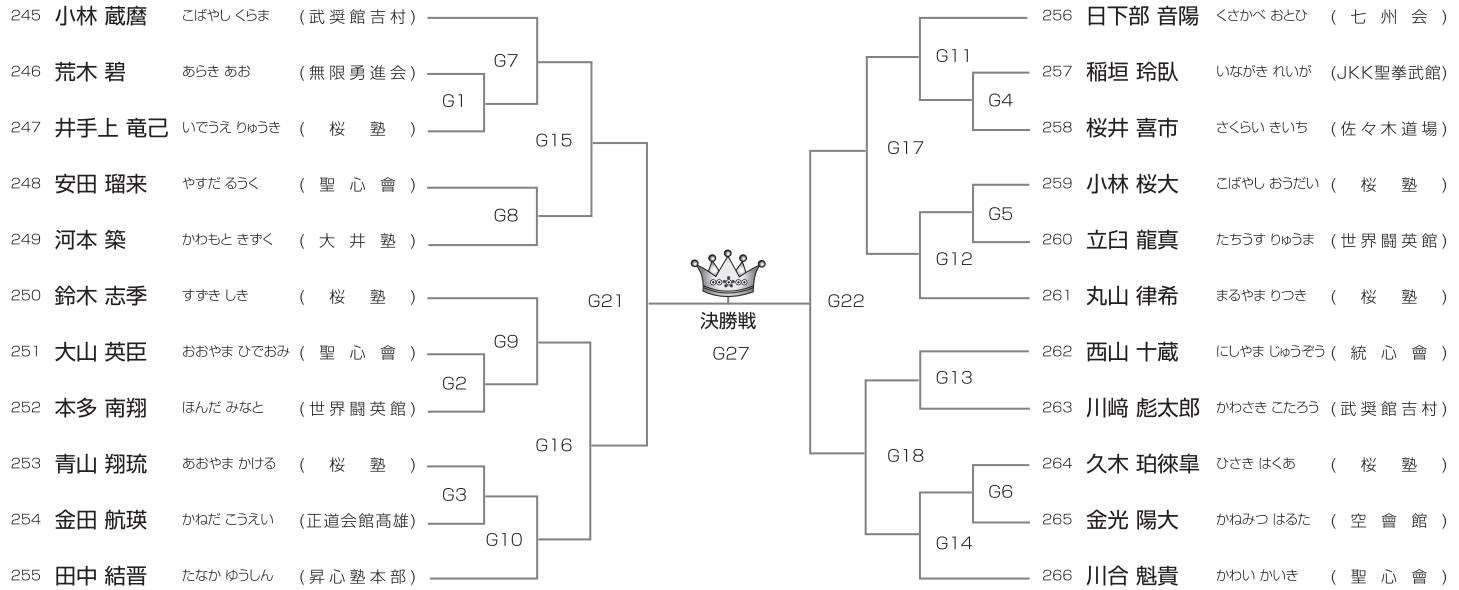 245 小林 蔵麿 こばやし くらま (武奨館吉村)
246 荒木 碧 あらき あお (無限勇進会)
247 井手上 竜己 いでうえ りゅうき (桜塾)
248 安田 瑠来 やすだ るうく (聖心會)
249 河本 築 かわもと きずく (大井塾)
250 鈴木 志季 すずき しき (桜塾)
251 大山 英臣 おおやま ひでおみ (聖心會)
252 本多 南翔 ほんだ みなと (世界闘英館)
253 青山 翔琉 あおやま かける (桜塾)
254 金田 航瑛 かねだ こうえい (正道会館髙雄)
255 田中 結晋 たなか ゆうしん (昇心塾本部)
G7
G1
G15
G8
G21
G9
G2
G16
G3
G10
決勝戦
G27
G11
G4
G17
G5
G12
G22
G13
G18
G6
G14
256 日下部 音陽 くさかべ おとひ (七州会)
257 稲垣 玲臥 いながき れいが (JKK聖拳武館)
258 桜井 喜市 さくらい きいち (佐々木道場)
259 小林 桜大 こばやし おうだい (桜塾)
260 立臼 龍真 たちうす りゅうま (世界闘英館)
261 丸山 律希 まるやま りつき (桜塾)
262 西山 十蔵 にしやま じゅうぞう (統心會)
263 川﨑 彪太郎 かわさき こたろう (武奨館吉村)
264 久木 珀徠皐 ひさき はくあ (桜塾)
265 金光 陽大 かねみつ はるた (空會館)
266 川合 魁貴 かわい かいき (聖心會)